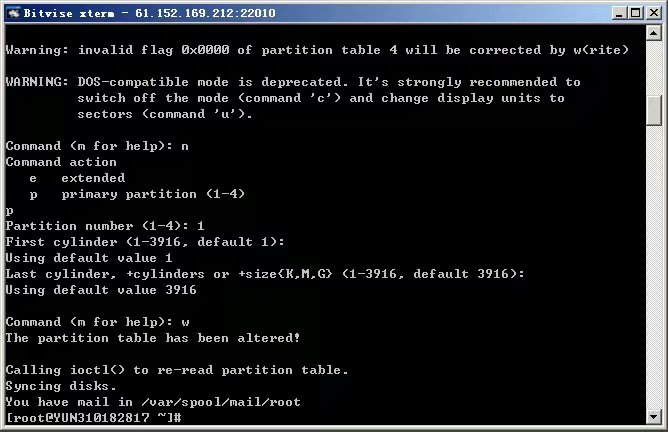 Bitvise xterm - 61.152.169.212:22010
Warning: invalid flag 0x0000 of partition table 4 will be corrected by w(rite)
WARNING: DOS-compatible mode is deprecated. It's strongly recommended to
switch off the mode (command 'c') and change display units to
sectors (command 'u').
Command (m for help): n
Command action
e   extended
p   primary partition (1-4)
p
Partition number (1-4): 1
First cylinder (1-3916, default 1):
Using default value 1
Last cylinder, +cylinders or +size{K,M,G} (1-3916, default 3916):
Using default value 3916
Command (m for help): w
The partition table has been altered!
Calling ioctl() to re-read partition table.
Syncing disks.
You have mail in /var/spool/mail/root
[root@YUN310182817 ~]#